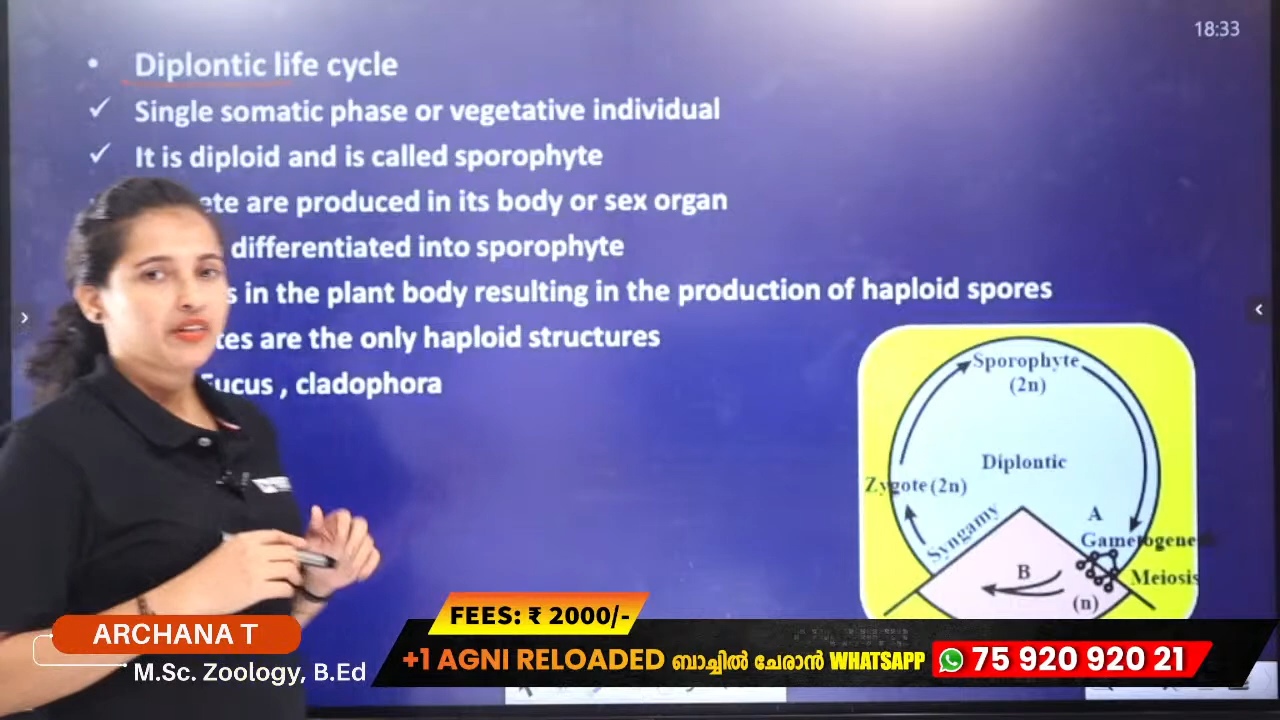 18:33
• Diplontic life cycle
✓ Single somatic phase or vegetative individual
✓ It is diploid and is called sporophyte
ete are produced in its body or sex organ
differentiated into sporophyte
s in the plant body resulting in the production of haploid spores
tes are the only haploid structures
Fucus , cladophora
Sporophyte
(2n)
Diplontic
Zygote (2n)
Syngamy
A
Gametogene
Meiosis
B
(n)
FEES: ₹ 2000/-
ARCHANA T
M.Sc. Zoology, B.Ed
+1 AGNI RELOADED ബാച്ചിൽ ചേരാൻ WHATSAPP 75 920 920 21